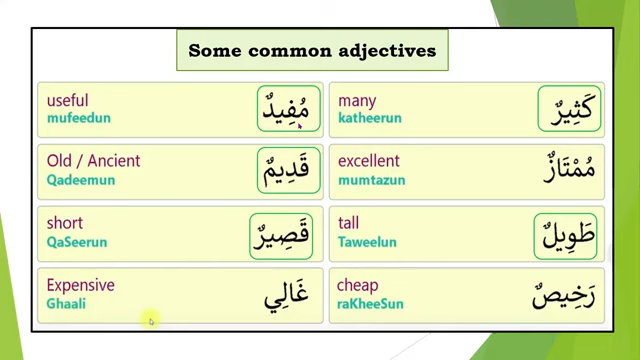 Some common adjectives
useful
mufeedun
مُفِيدٌ
many
katheerun
كَثِيرٌ
Old / Ancient
Qadeemun
قَدِيمٌ
excellent
mumtazun
مُمْتَازٌ
short
QaSeerun
قَصِيرٌ
tall
Taweelun
طَوِيلٌ
Expensive
Ghaali
غَالِي
cheap
raKheeSun
رَخِيصٌ